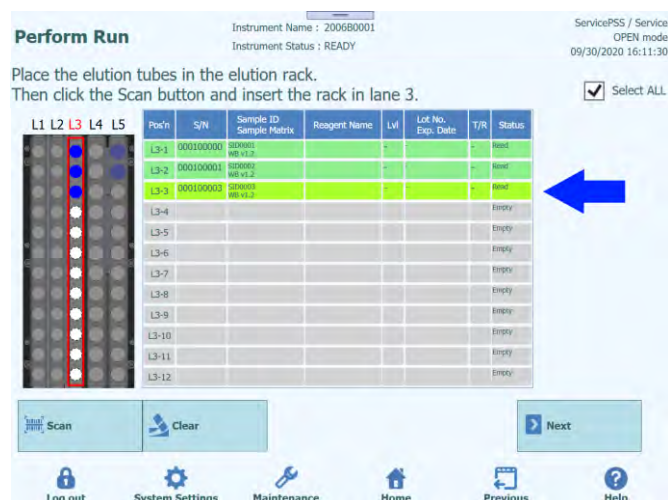 Perform Run
Instrument Name : 2006B0001
Instrument Status : READY
ServicePSS / Service
OPEN mode
09/30/2020 16:11:30
Place the elution tubes in the elution rack.
Then click the Scan button and insert the rack in lane 3.
Select ALL
L1 L2 L3 L4 L5
Pos'n S/N Sample ID Sample Matrix Reagent Name Lvl Lot No. Exp. Date T/R Status
L3-1 000100000 SID0001 WB v1.2 - - - Read
L3-2 000100001 SID0002 WB v1.2 - - - Read
L3-3 000100003 SID0003 WB v1.2 - - - Read
L3-4 Empty
L3-5 Empty
L3-6 Empty
L3-7 Empty
L3-8 Empty
L3-9 Empty
L3-10 Empty
L3-11 Empty
L3-12 Empty
Scan
Clear
Next
Log out
System Settings
Maintenance
Home
Previous
Help